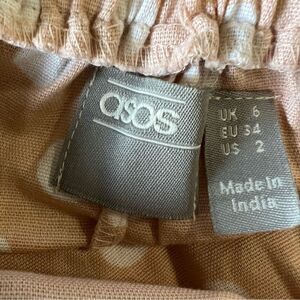 asos
UK 6
EU 34
US 2
Made in
India